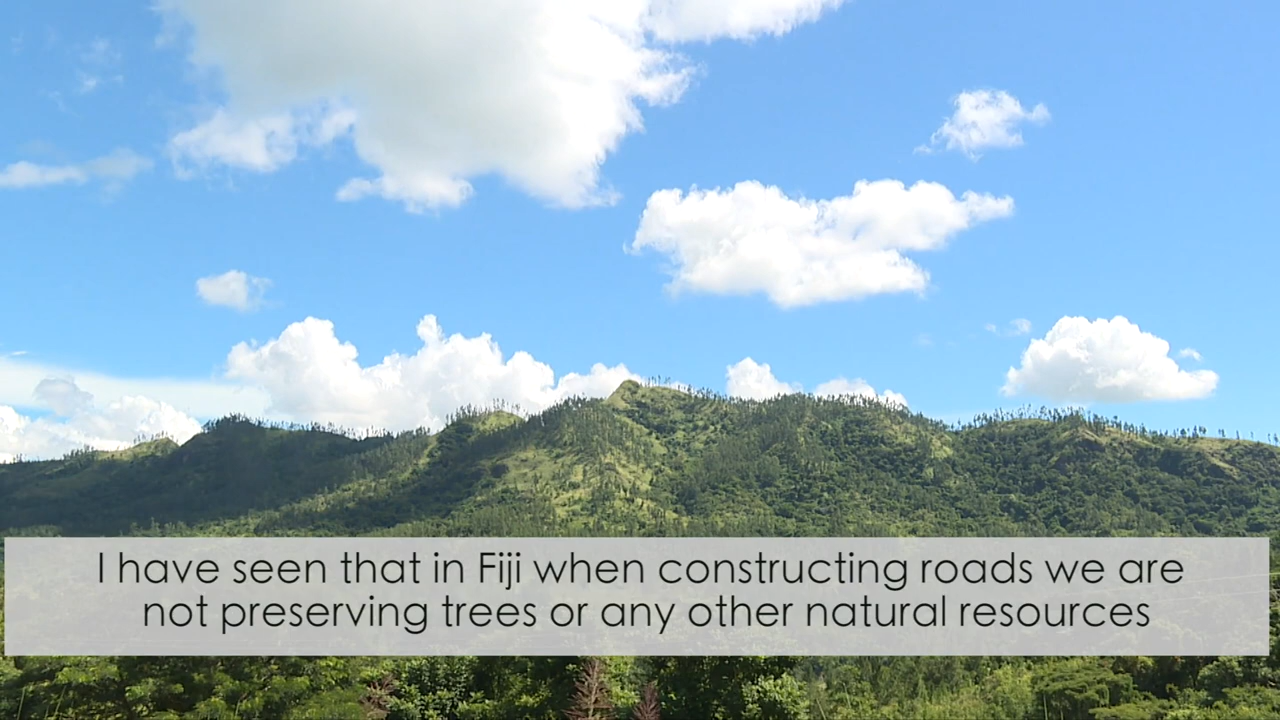 I have seen that in Fiji when constructing roads we are
not preserving trees or any other natural resources